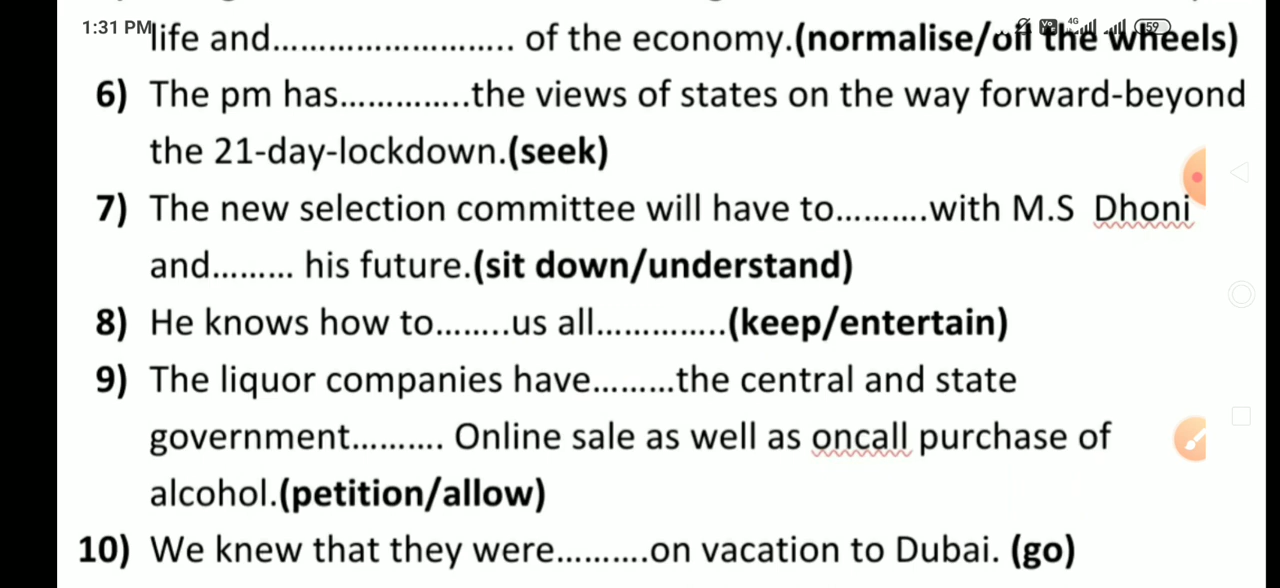 1:31 PM 4G 59
life and......................... of the economy.(normalise/oil the wheels)
6) The pm has..............the views of states on the way forward-beyond
the 21-day-lockdown.(seek)
7) The new selection committee will have to..........with M.S Dhoni
and......... his future.(sit down/understand)
8) He knows how to........us all..............(keep/entertain)
9) The liquor companies have.........the central and state
government.......... Online sale as well as oncall purchase of
alcohol.(petition/allow)
10) We knew that they were..........on vacation to Dubai. (go)